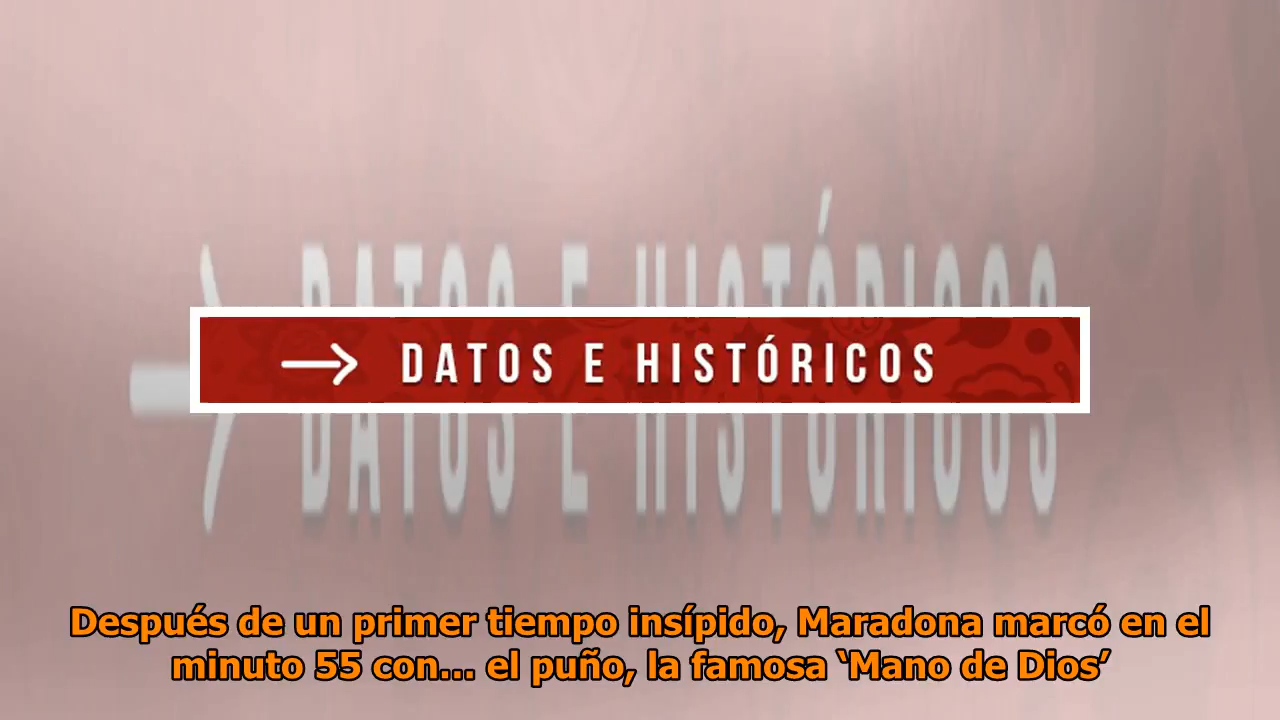 DATOS E HISTÓRICOS
→ DATOS E HISTÓRICOS
Después de un primer tiempo insípido, Maradona marcó en el
minuto 55 con... el puño, la famosa ‘Mano de Dios’